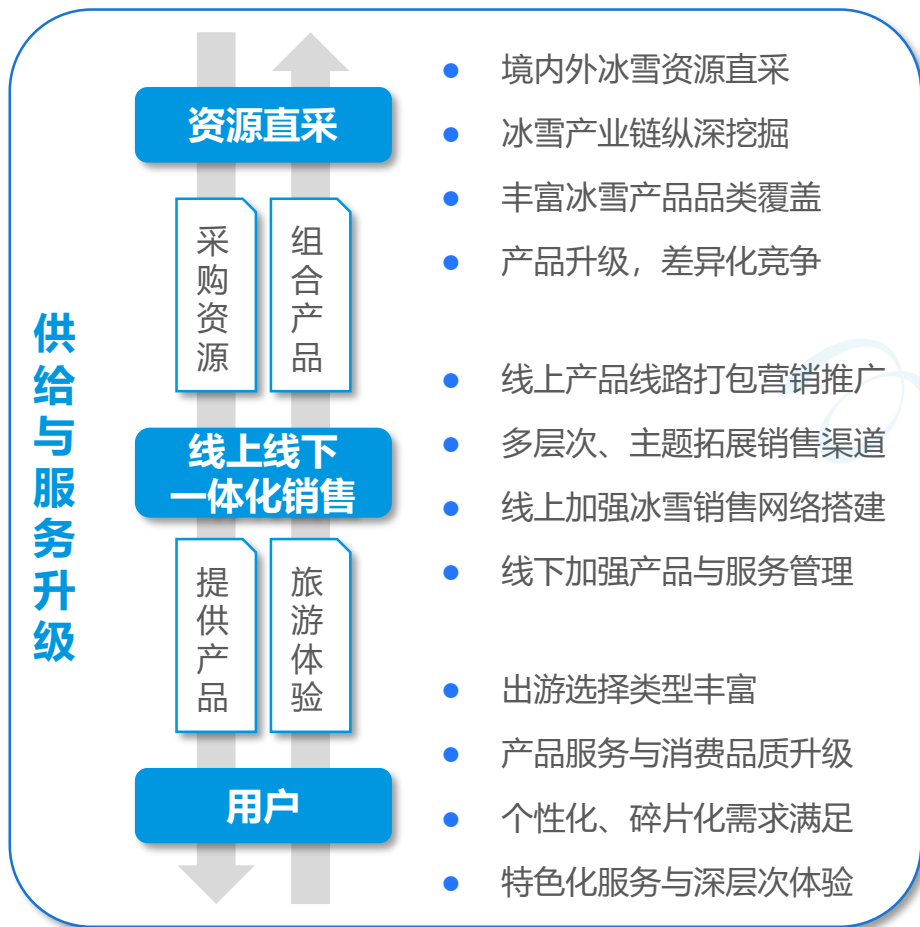 供给与服务升级
资源直采
采购资源
组合产品
线上线下
一体化销售
提供产品
旅游体验
用户
● 境内外冰雪资源直采
● 冰雪产业链纵深挖掘
● 丰富冰雪产品品类覆盖
● 产品升级，差异化竞争
● 线上产品线路打包营销推广
● 多层次、主题拓展销售渠道
● 线上加强冰雪销售网络搭建
● 线下加强产品与服务管理
● 出游选择类型丰富
● 产品服务与消费品质升级
● 个性化、碎片化需求满足
● 特色化服务与深层次体验